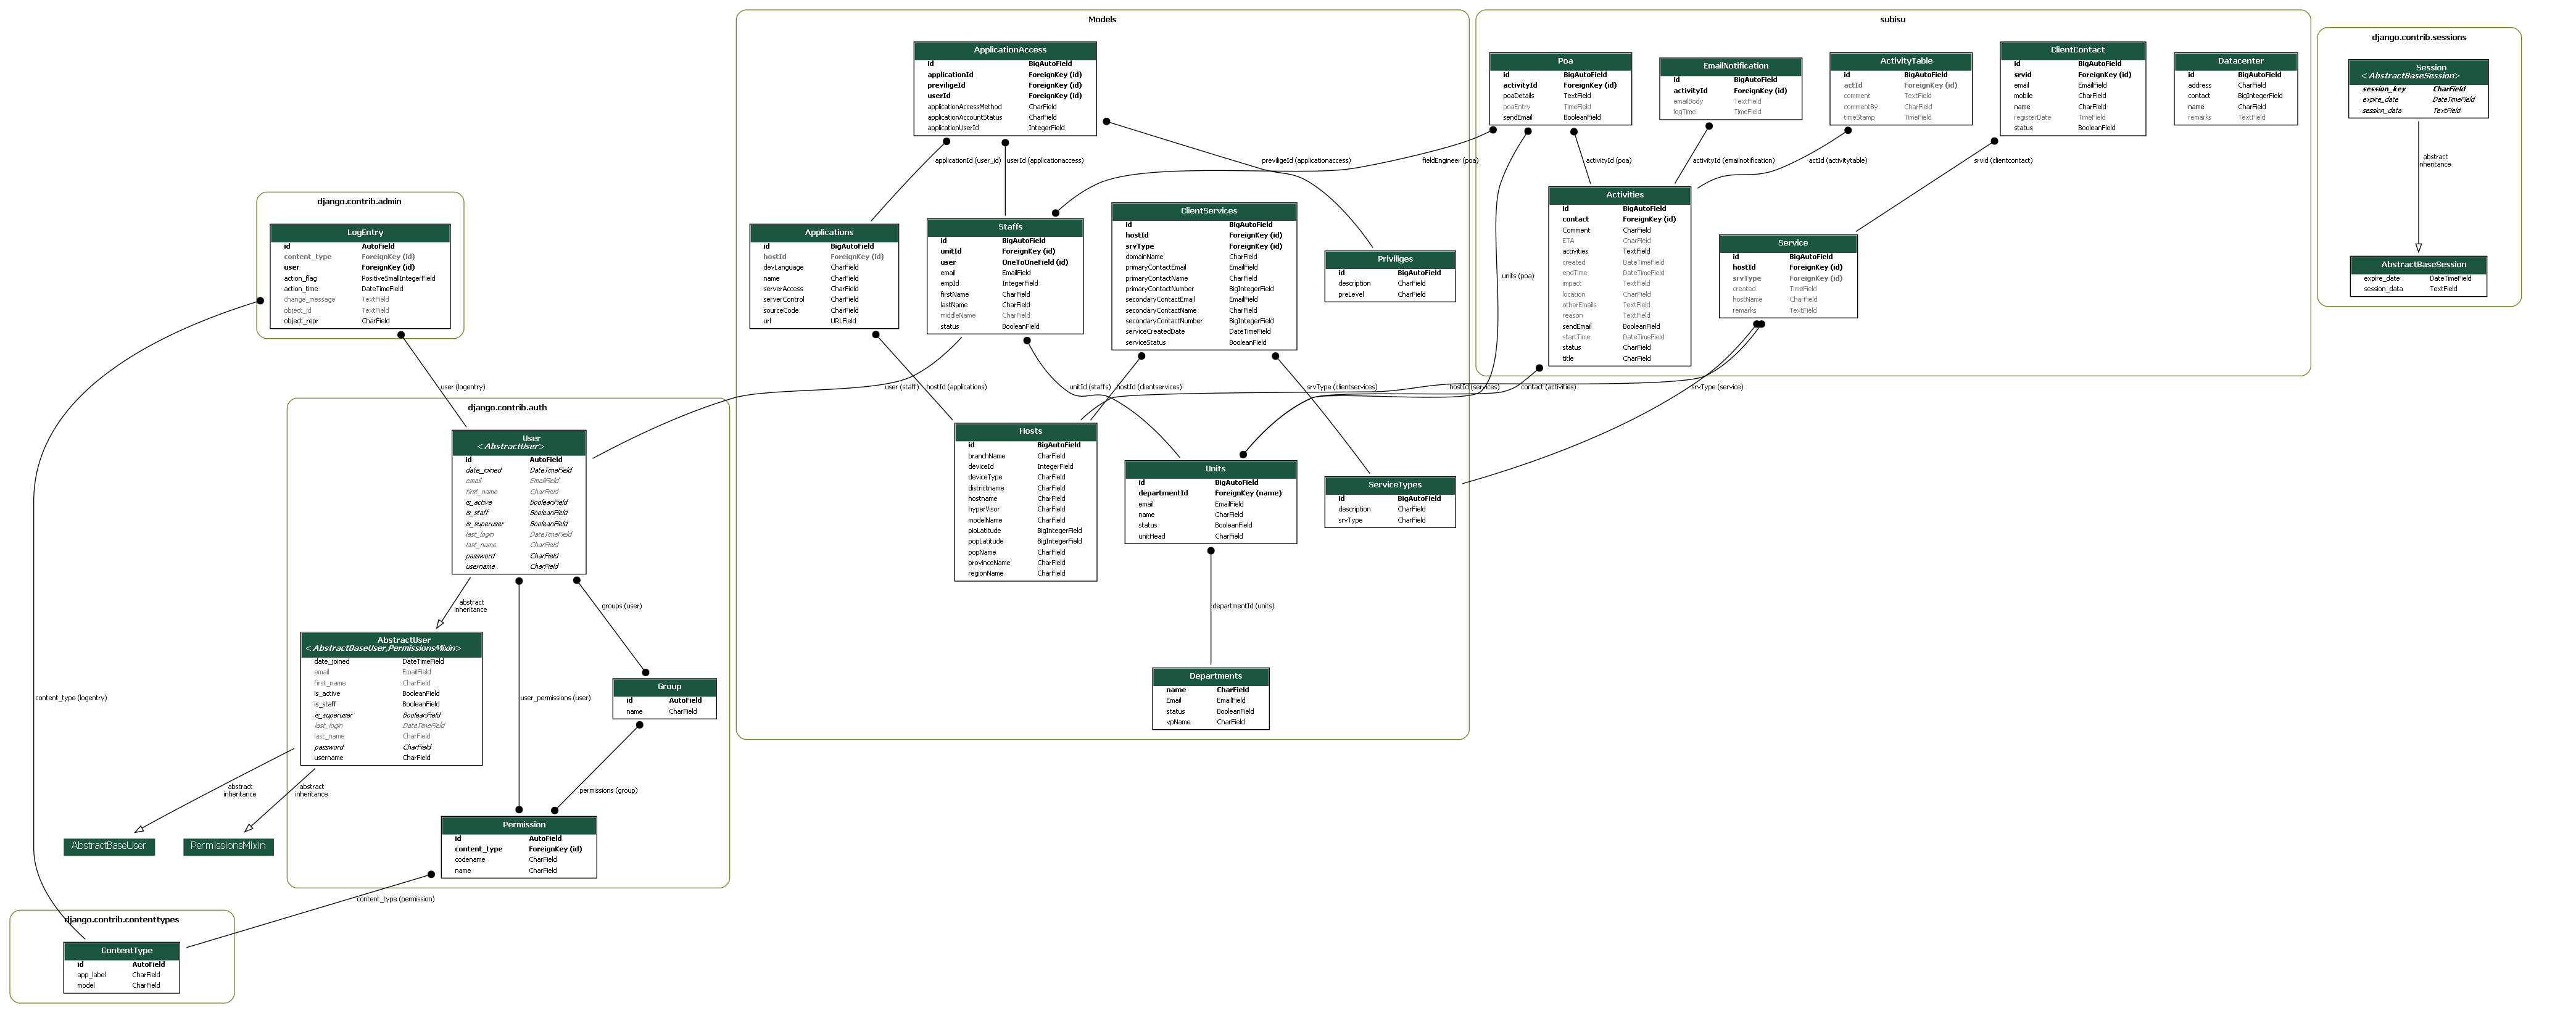 Models
ApplicationAccess
id BigAutoField
applicationId ForeignKey (id)
previligeId ForeignKey (id)
userId ForeignKey (id)
applicationAccessMethod CharField
applicationAccountStatus CharField
applicationUserId IntegerField
applicationId (user_id)
userId (applicationaccess)
previligeId (applicationaccess)
Applications
id BigAutoField
hostId ForeignKey (id)
devLanguage CharField
name CharField
serverAccess CharField
serverControl CharField
sourceCode CharField
url URLField
Staffs
id BigAutoField
unitId ForeignKey (id)
user OneToOneField (id)
email EmailField
empId IntegerField
firstName CharField
lastName CharField
middleName CharField
status BooleanField
ClientServices
id BigAutoField
hostId ForeignKey (id)
srvType ForeignKey (id)
domainName CharField
primaryContactEmail EmailField
primaryContactName CharField
primaryContactNumber BigIntegerField
secondaryContactEmail EmailField
secondaryContactName CharField
secondaryContactNumber BigIntegerField
serviceCreatedDate DateTimeField
serviceStatus BooleanField
Priviliges
id BigAutoField
description CharField
preLevel CharField
user (staff)
hostId (applications)
unitId (staffs)
hostId (clientservices)
srvType (clientservices)
Hosts
id BigAutoField
branchName CharField
deviceId IntegerField
deviceType CharField
districtname CharField
hostname CharField
hyperVisor CharField
modelName CharField
pioLatitude BigIntegerField
popLatitude BigIntegerField
popName CharField
provinceName CharField
regionName CharField
Units
id BigAutoField
departmentId ForeignKey (name)
email EmailField
name CharField
status BooleanField
unitHead CharField
ServiceTypes
id BigAutoField
description CharField
srvType CharField
departmentId (units)
Departments
name CharField
Email EmailField
status BooleanField
vpName CharField
subisu
Poa
id BigAutoField
activityId ForeignKey (id)
poaDetails TextField
poaEntry TimeField
sendEmail BooleanField
EmailNotification
id BigAutoField
activityId ForeignKey (id)
emailBody TextField
logTime TimeField
ActivityTable
id BigAutoField
actId ForeignKey (id)
comment TextField
commentBy CharField
timeStamp TimeField
ClientContact
id BigAutoField
srvid ForeignKey (id)
email EmailField
mobile CharField
name CharField
registerDate TimeField
status BooleanField
Datacenter
id BigAutoField
address CharField
contact BigIntegerField
name CharField
remarks TextField
fieldEngineer (poa)
activityId (poa)
activityId (emailnotification)
actId (activitytable)
srvid (clientcontact)
units (poa)
Activities
id BigAutoField
contact ForeignKey (id)
Comment CharField
ETA CharField
activities TextField
created DateTimeField
endTime DateTimeField
impact TextField
location CharField
otherEmails TextField
reason TextField
sendEmail BooleanField
startTime DateTimeField
status CharField
title CharField
Service
id BigAutoField
hostId ForeignKey (id)
srvType ForeignKey (id)
created TimeField
hostName CharField
remarks TextField
hostId (services)
contact (activities)
srvType (service)
django.contrib.sessions
Session
<AbstractBaseSession>
session_key CharField
expire_date DateTimeField
session_data TextField
abstract
inheritance
AbstractBaseSession
expire_date DateTimeField
session_data TextField
django.contrib.admin
LogEntry
id AutoField
content_type ForeignKey (id)
user ForeignKey (id)
action_flag PositiveSmallIntegerField
action_time DateTimeField
change_message TextField
object_id TextField
object_repr CharField
user (logentry)
content_type (logentry)
django.contrib.auth
User
<AbstractUser>
id AutoField
date_joined DateTimeField
email EmailField
first_name CharField
is_active BooleanField
is_staff BooleanField
is_superuser BooleanField
last_login DateTimeField
last_name CharField
password CharField
username CharField
abstract
inheritance
user_permissions (user)
groups (user)
AbstractUser
<AbstractBaseUser,PermissionsMixin>
date_joined DateTimeField
email EmailField
first_name CharField
is_active BooleanField
is_staff BooleanField
is_superuser BooleanField
last_login DateTimeField
last_name CharField
password CharField
username CharField
Group
id AutoField
name CharField
permissions (group)
abstract
inheritance
abstract
inheritance
AbstractBaseUser
PermissionsMixin
Permission
id AutoField
content_type ForeignKey (id)
codename CharField
name CharField
content_type (permission)
django.contrib.contenttypes
ContentType
id AutoField
app_label CharField
model CharField